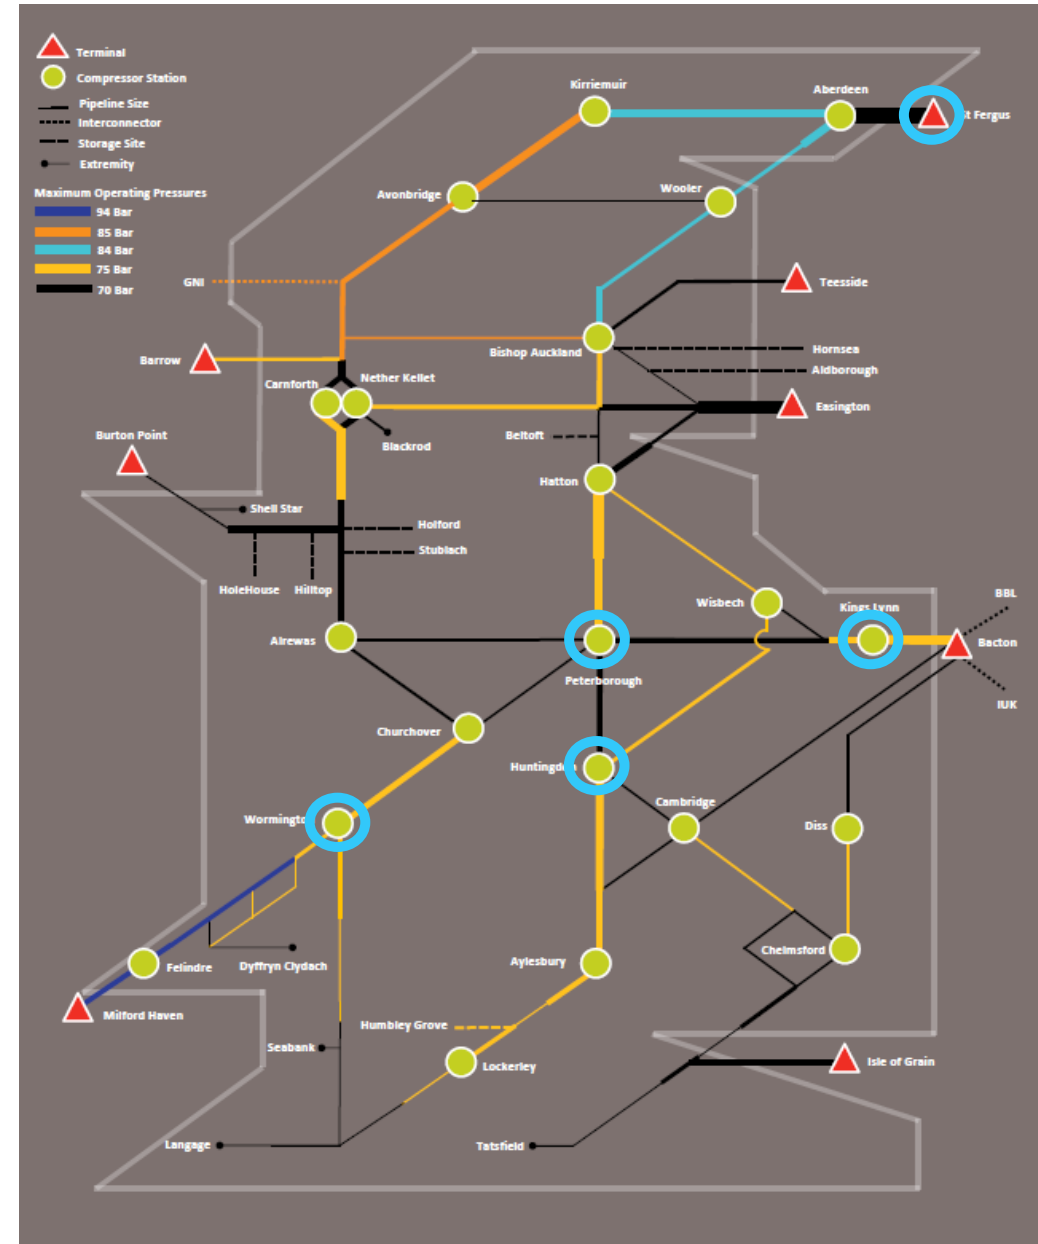 Terminal
Compressor Station
Pipeline Size
Interconnector
Storage Site
Extremity
Maximum Operating Pressures
94 Bar
85 Bar
84 Bar
75 Bar
70 Bar
Kirriemuir
Aberdeen
t Fergus
Avonbridge
Wooler
GNI
Teesside
Barrow
Bishop Auckland
Hornsea
Aldborough
Carnforth
Nether Kellet
Easington
Blackrod
Beltoft
Burton Point
Hatton
Shell Star
Holford
Stublach
HoleHouse
Hilltop
Wisbech
Kings Lynn
BBL
Alrewas
Bacton
Peterborough
IUK
Churchover
Huntingdon
Cambridge
Wormingto
Diss
Felindre
Dyffryn Clydach
Aylesbury
Chelmsford
Milford Haven
Humbley Grove
Seabank
Lockerley
Isle of Grain
Langage
Tatsfield